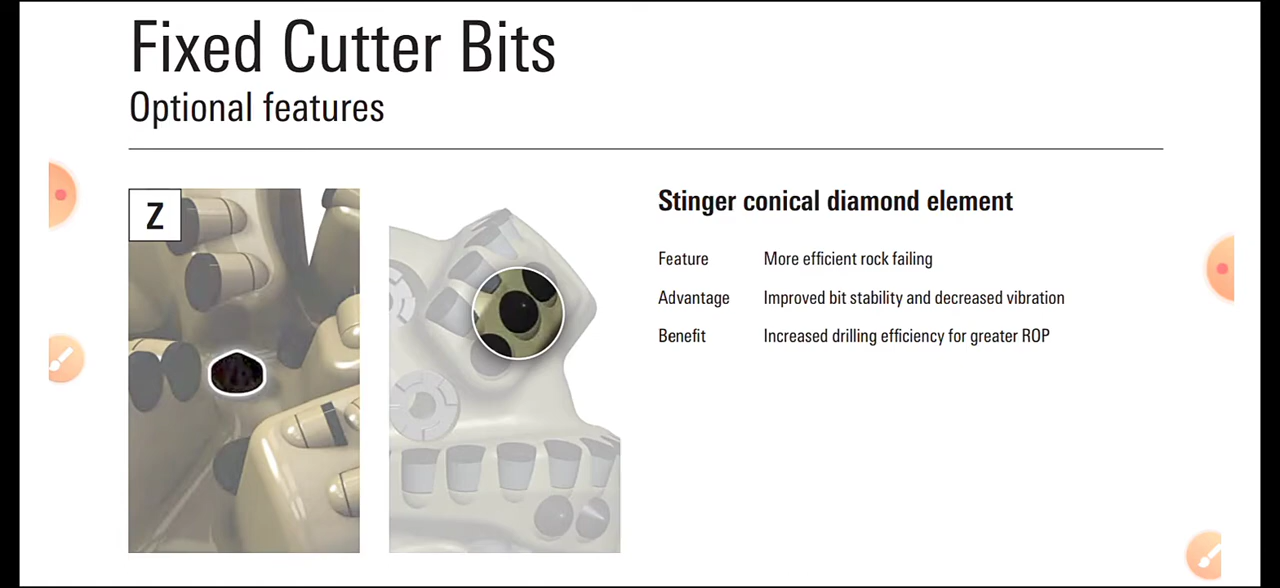 Fixed Cutter Bits
Optional features
Z
Stinger conical diamond element
Feature More efficient rock failing
Advantage Improved bit stability and decreased vibration
Benefit Increased drilling efficiency for greater ROP